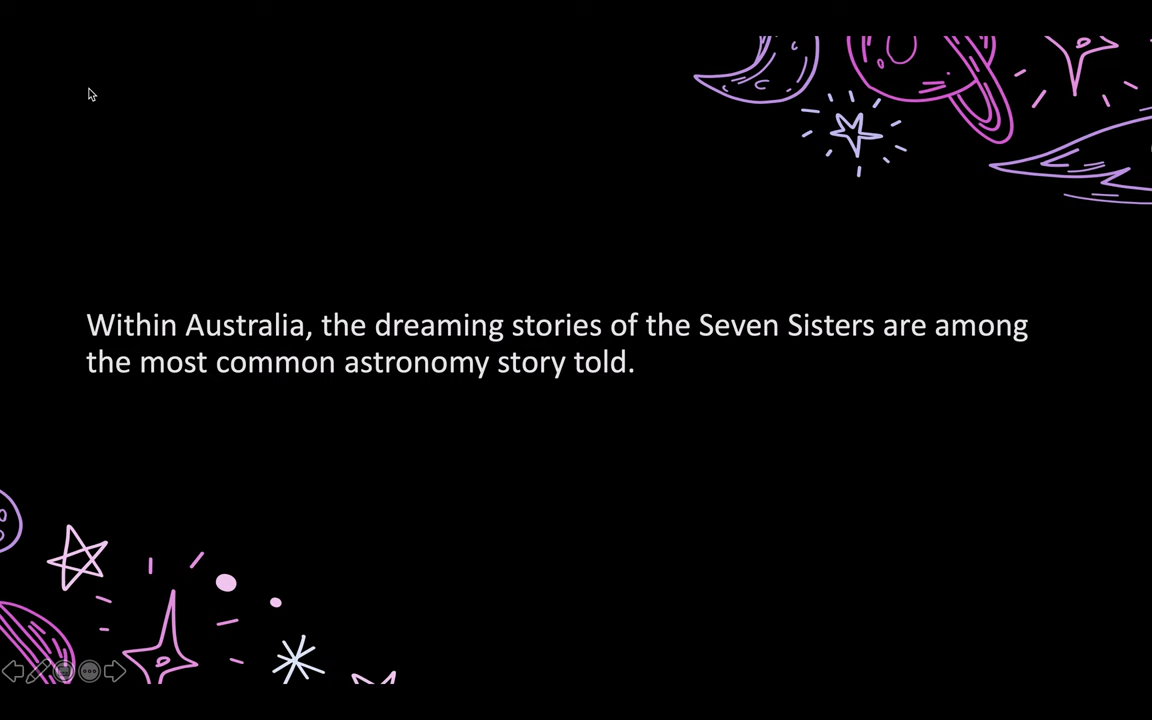 Within Australia, the dreaming stories of the Seven Sisters are among
the most common astronomy story told.